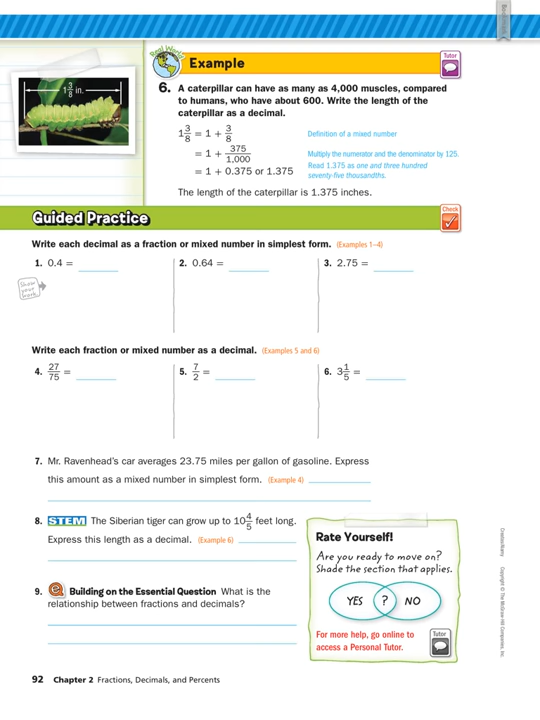 Real World
Example
Tutor
1 3/8 in.
6. A caterpillar can have as many as 4,000 muscles, compared
to humans, who have about 600. Write the length of the
caterpillar as a decimal.
1 3/8 = 1 + 3/8 Definition of a mixed number
= 1 + 375/1,000 Multiply the numerator and the denominator by 125.
= 1 + 0.375 or 1.375 Read 1.375 as one and three hundred
seventy-five thousandths.
The length of the caterpillar is 1.375 inches.
Guided Practice
Check
Write each decimal as a fraction or mixed number in simplest form. (Examples 1–4)
1. 0.4 = 2. 0.64 = 3. 2.75 =
Show
your
work.
Write each fraction or mixed number as a decimal. (Examples 5 and 6)
4. 27/75 = 5. 7/2 = 6. 3 1/5 =
7. Mr. Ravenhead's car averages 23.75 miles per gallon of gasoline. Express
this amount as a mixed number in simplest form. (Example 4)
8. STEM The Siberian tiger can grow up to 10 4/5 feet long.
Express this length as a decimal. (Example 6)
9. e Building on the Essential Question What is the
relationship between fractions and decimals?
Rate Yourself!
Are you ready to move on?
Shade the section that applies.
YES ? NO
For more help, go online to
access a Personal Tutor.
Tutor
92 Chapter 2 Fractions, Decimals, and Percents
Copyright © The McGraw-Hill Companies, Inc.